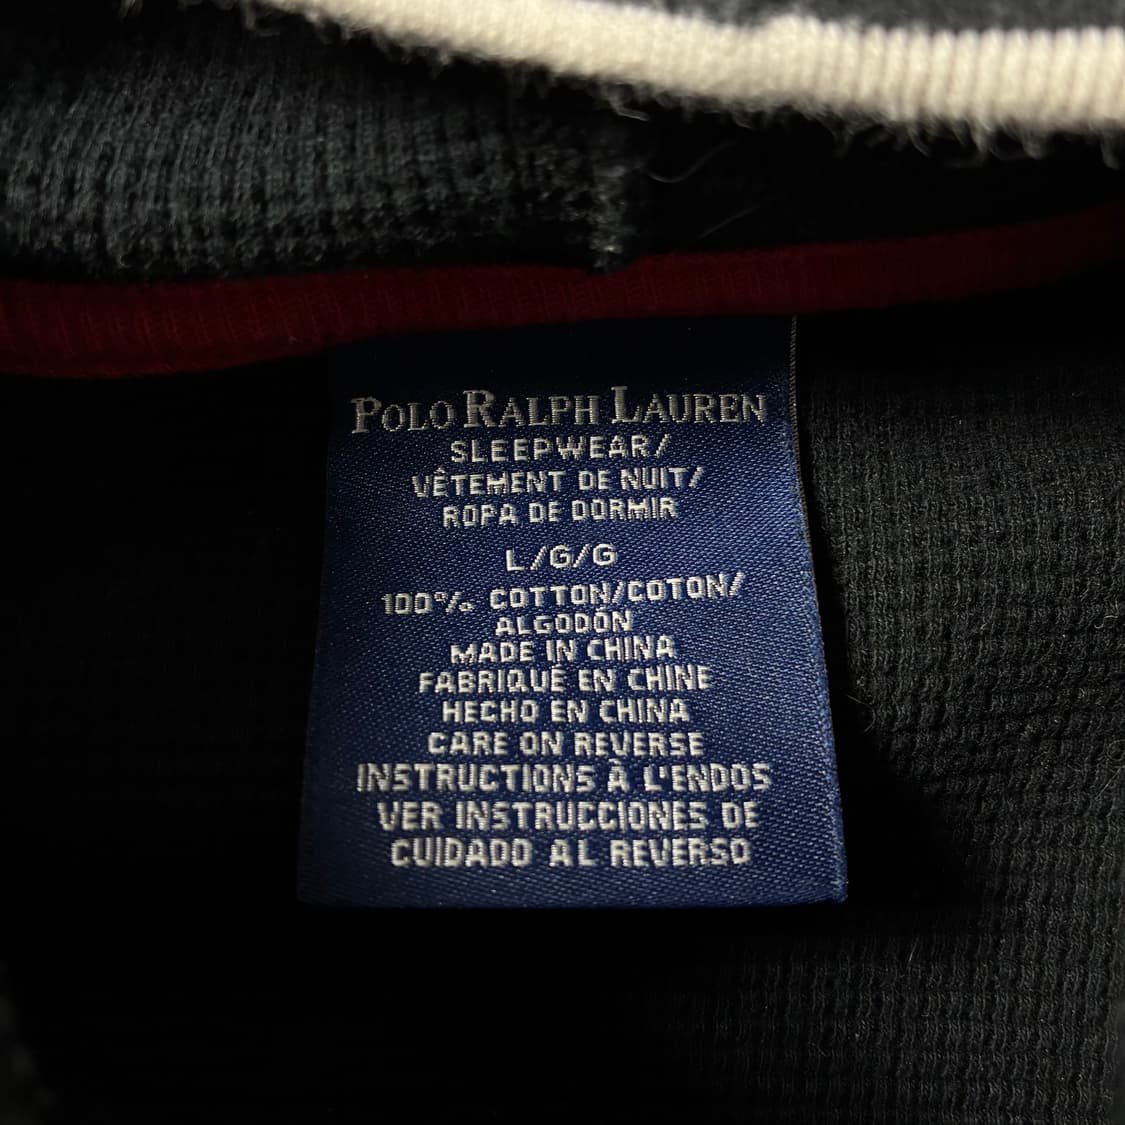 POLO RALPH LAUREN
SLEEPWEAR/
VÊTEMENT DE NUIT/
ROPA DE DORMIR
L/G/G
100% COTTON/COTON/
ALGODÓN
MADE IN CHINA
FABRIQUÉ EN CHINE
HECHO EN CHINA
CARE ON REVERSE
INSTRUCTIONS À L'ENDOS
VER INSTRUCCIONES DE
CUIDADO AL REVERSO